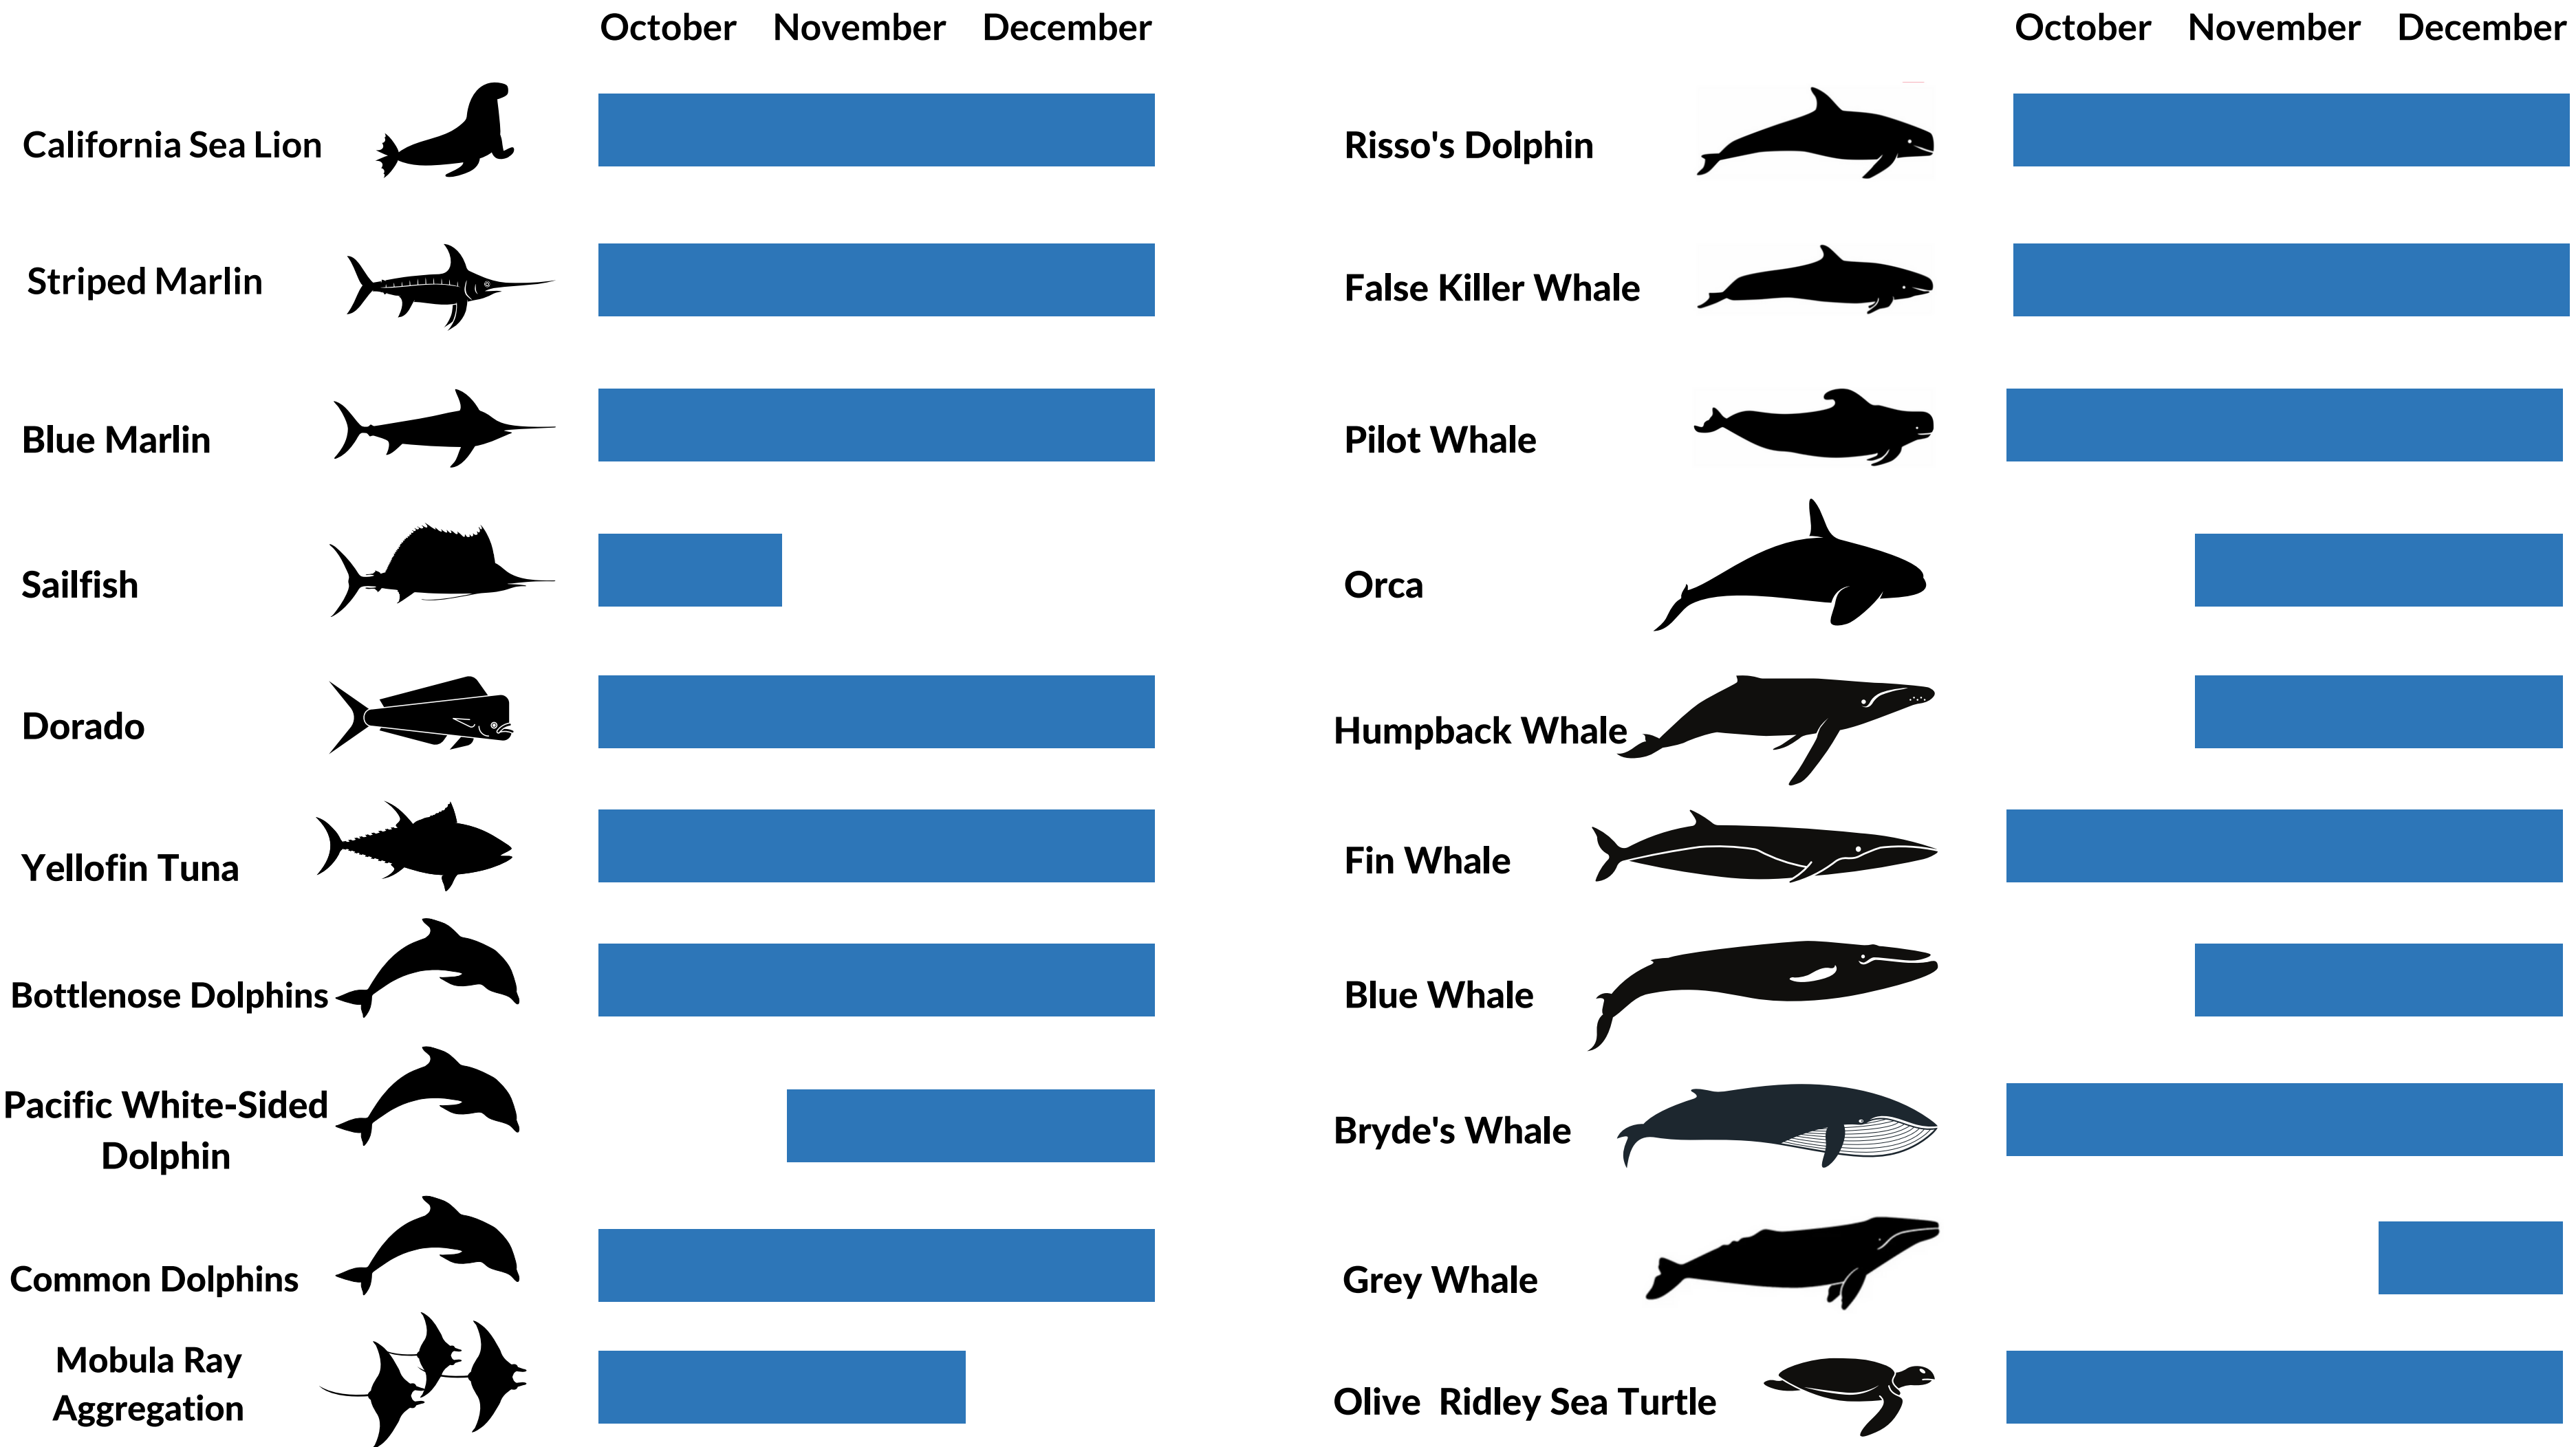 October November December
California Sea Lion
Striped Marlin
Blue Marlin
Sailfish
Dorado
Yellofin Tuna
Bottlenose Dolphins
Pacific White-Sided
Dolphin
Common Dolphins
Mobula Ray
Aggregation
October November December
Risso's Dolphin
False Killer Whale
Pilot Whale
Orca
Humpback Whale
Fin Whale
Blue Whale
Bryde's Whale
Grey Whale
Olive Ridley Sea Turtle